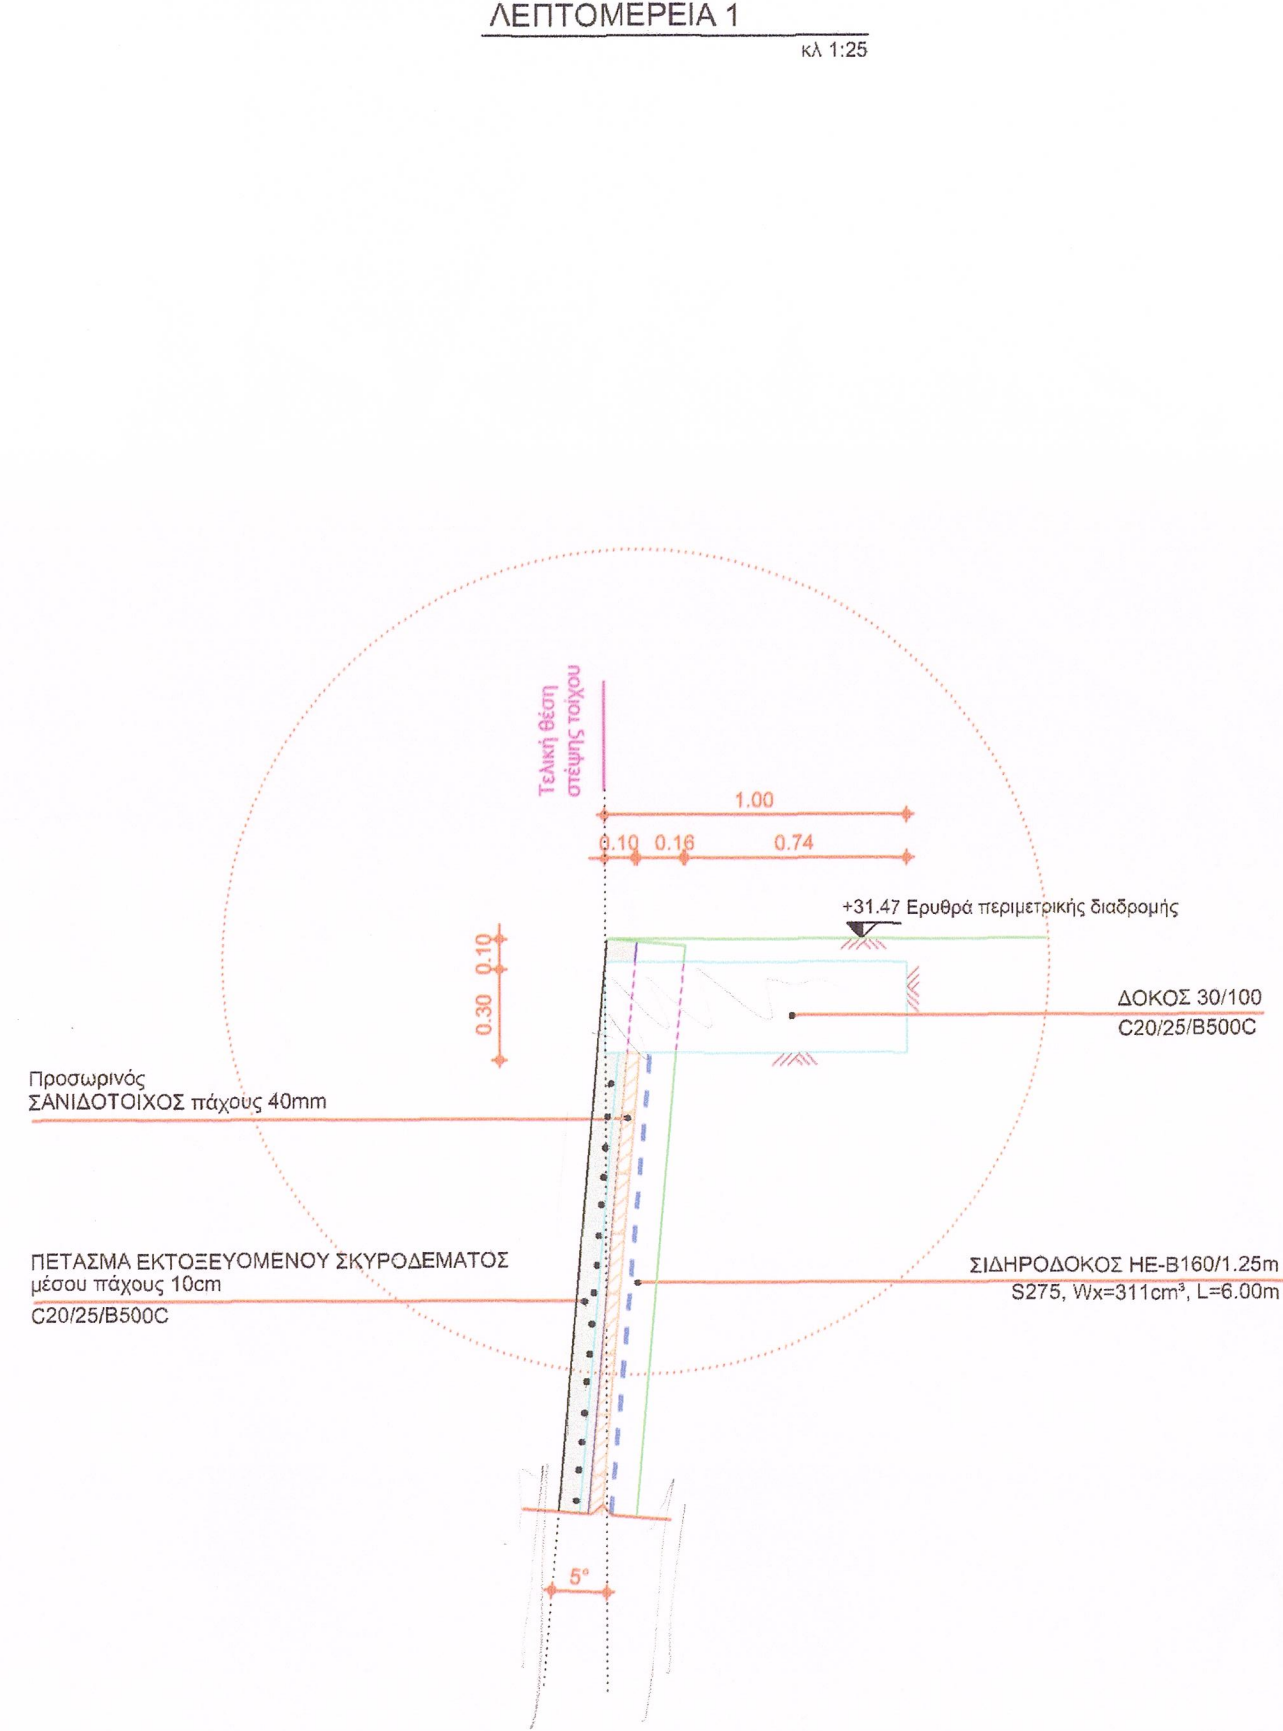 ΛΕΠΤΟΜΕΡΕΙΑ 1
κλ 1:25
Τελική θέση
στέψης τοίχου
1.00
0.10 0.16 0.74
+31.47 Ερυθρά περιμετρικής διαδρομής
0.10
0.30
ΔΟΚΟΣ 30/100
C20/25/B500C
Προσωρινός
ΣΑΝΙΔΟΤΟΙΧΟΣ πάχους 40mm
ΠΕΤΑΣΜΑ ΕΚΤΟΞΕΥΟΜΕΝΟΥ ΣΚΥΡΟΔΕΜΑΤΟΣ
μέσου πάχους 10cm
C20/25/B500C
ΣΙΔΗΡΟΔΟΚΟΣ HE-B160/1.25m
S275, Wx=311cm³, L=6.00m
5°